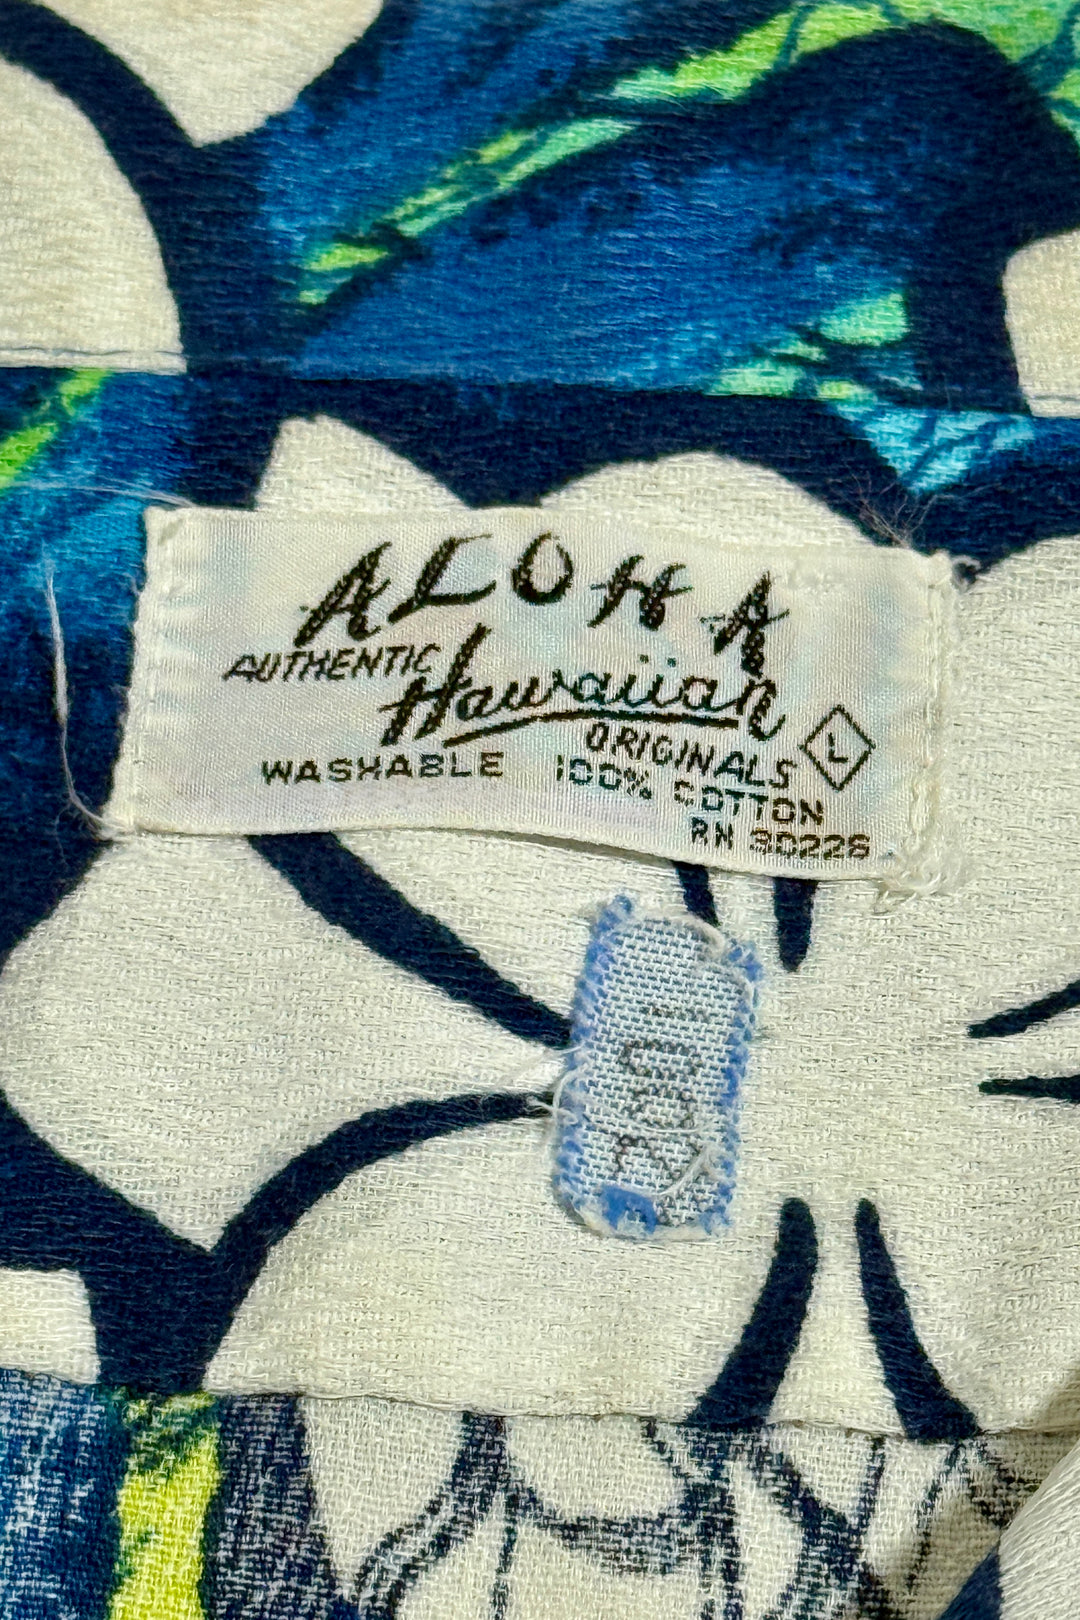 ALOHA
AUTHENTIC Hawaiian
ORIGINALS L
WASHABLE 100% COTTON
RN 30228